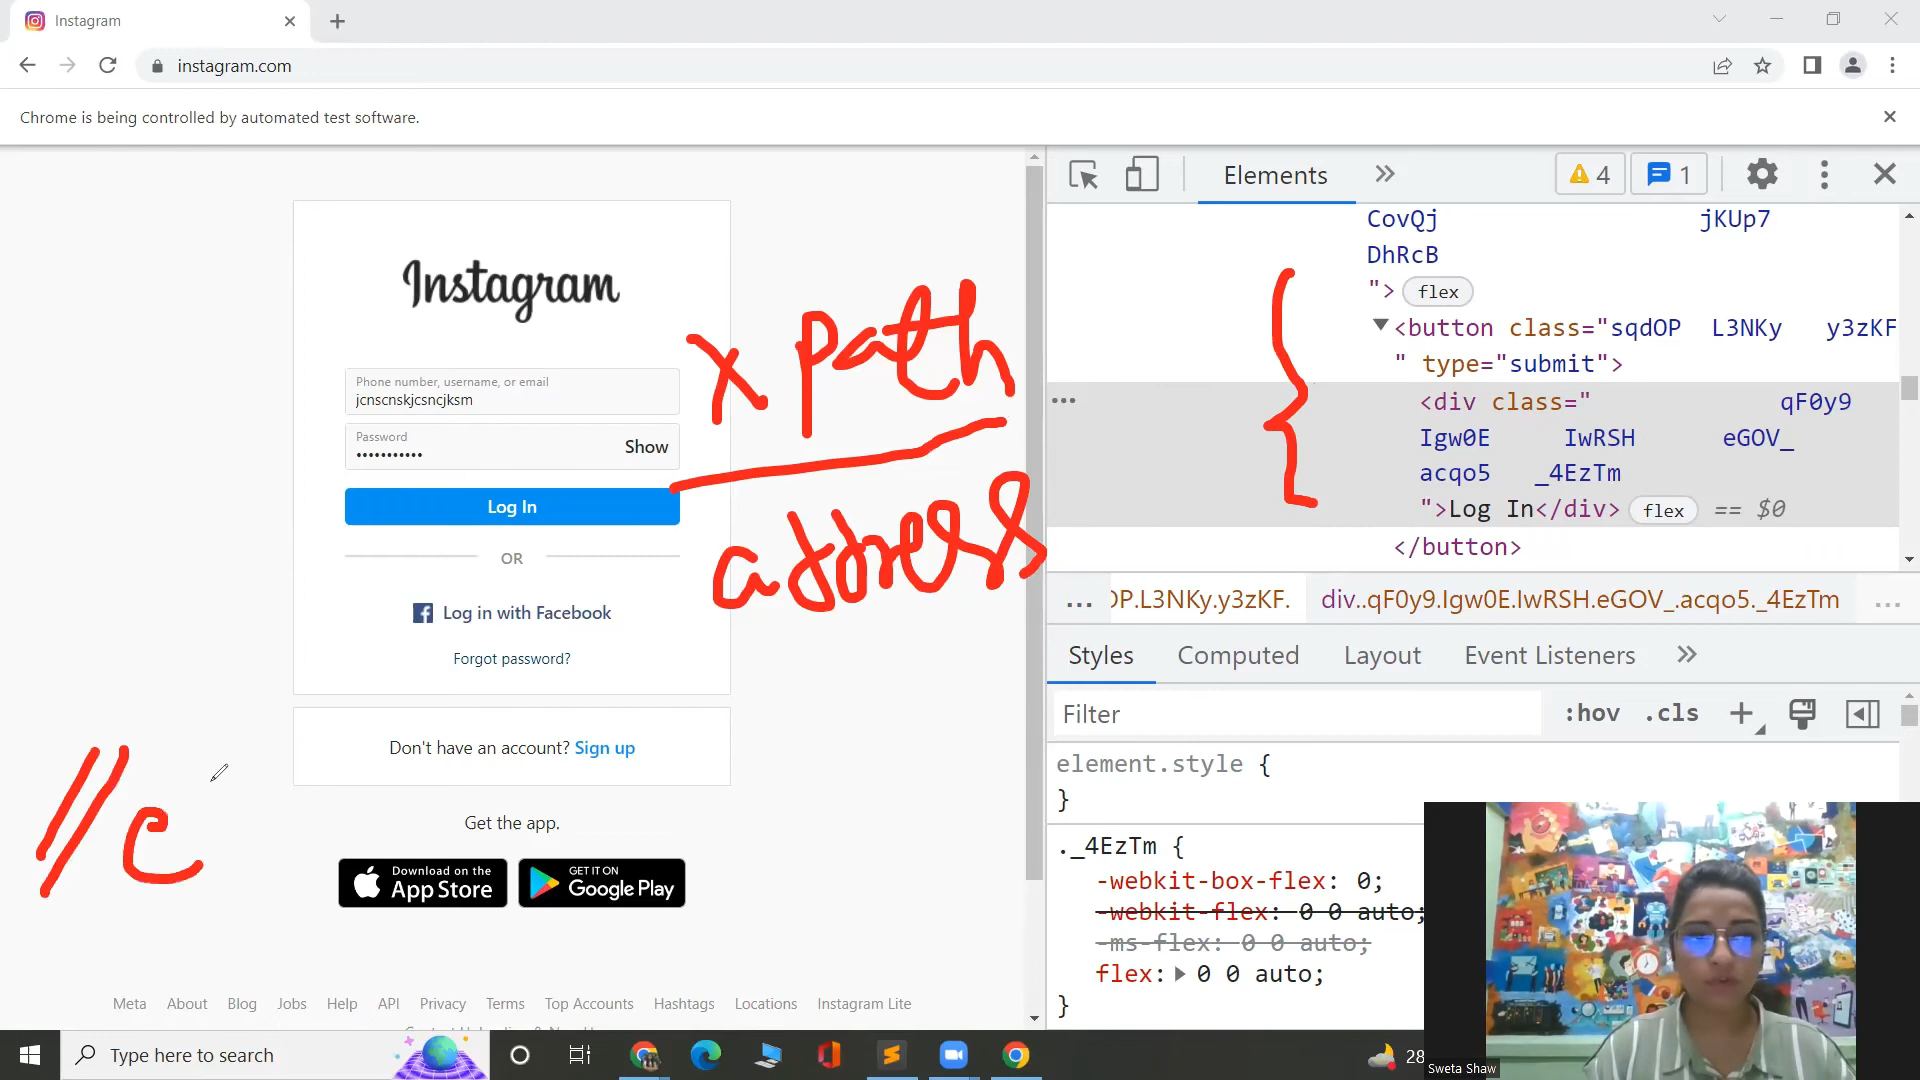 Instagram
instagram.com
Chrome is being controlled by automated test software.
Instagram
Phone number, username, or email
jcnscnskjcsncjksm
Password
•••••••••••
Show
Log In
OR
Log in with Facebook
Forgot password?
Don't have an account? Sign up
Get the app.
Download on the
App Store
GET IT ON
Google Play
Meta About Blog Jobs Help API Privacy Terms Top Accounts Hashtags Locations Instagram Lite
x path
address
//c
Elements
4
1
CovQj jKUp7
DhRcB
"> flex
<button class="sqdOP L3NKy y3zKF
" type="submit">
... <div class=" qF0y9
Igw0E IwRSH eGOV_
acqo5 _4EzTm
">Log In</div> flex == $0
</button>
... OP.L3NKy.y3zKF. div..qF0y9.Igw0E.IwRSH.eGOV_.acqo5._4EzTm ...
Styles Computed Layout Event Listeners
Filter :hov .cls
element.style {
}
._4EzTm {
-webkit-box-flex: 0;
-webkit-flex: 0 0 auto;
-ms-flex: 0 0 auto;
flex: 0 0 auto;
}
Sweta Shaw
Type here to search
28